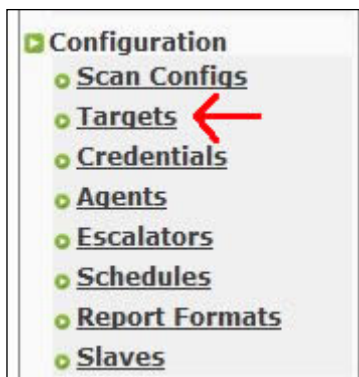 Configuration
Scan Configs
Targets
Credentials
Agents
Escalators
Schedules
Report Formats
Slaves